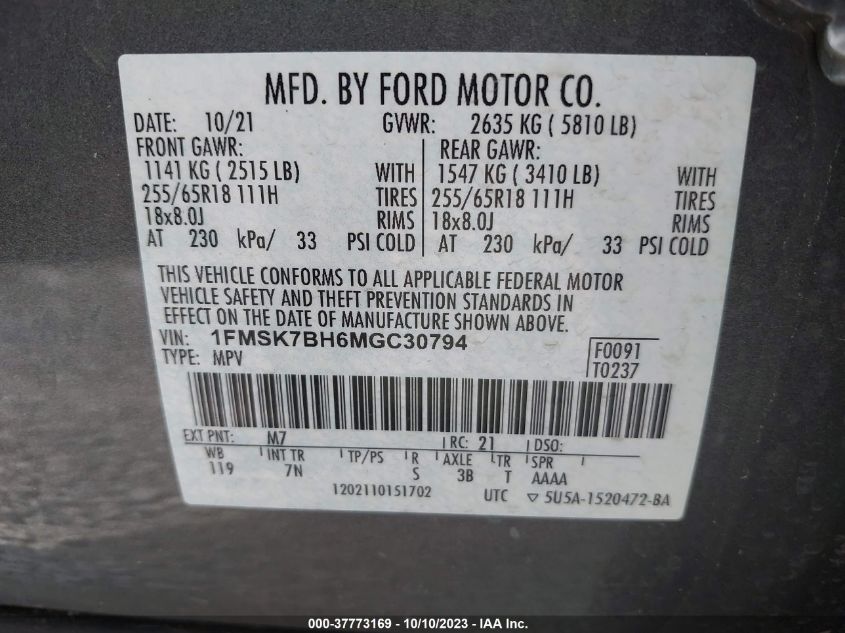 MFD. BY FORD MOTOR CO.
DATE: 10/21 GVWR: 2635 KG ( 5810 LB)
FRONT GAWR: REAR GAWR:
1141 KG ( 2515 LB) WITH 1547 KG ( 3410 LB) WITH
255/65R18 111H TIRES 255/65R18 111H TIRES
18x8.0J RIMS 18x8.0J RIMS
AT 230 kPa/ 33 PSI COLD AT 230 kPa/ 33 PSI COLD
THIS VEHICLE CONFORMS TO ALL APPLICABLE FEDERAL MOTOR
VEHICLE SAFETY AND THEFT PREVENTION STANDARDS IN
EFFECT ON THE DATE OF MANUFACTURE SHOWN ABOVE.
VIN: 1FMSK7BH6MGC30794
TYPE: MPV
F0091
T0237
EXT PNT: M7 RC: 21 DSO:
WB INT TR TP/PS R AXLE TR SPR
119 7N S 3B T AAAA
1202110151702 UTC ▽ 5U5A-1520472-BA
000-37773169 - 10/10/2023 - IAA Inc.